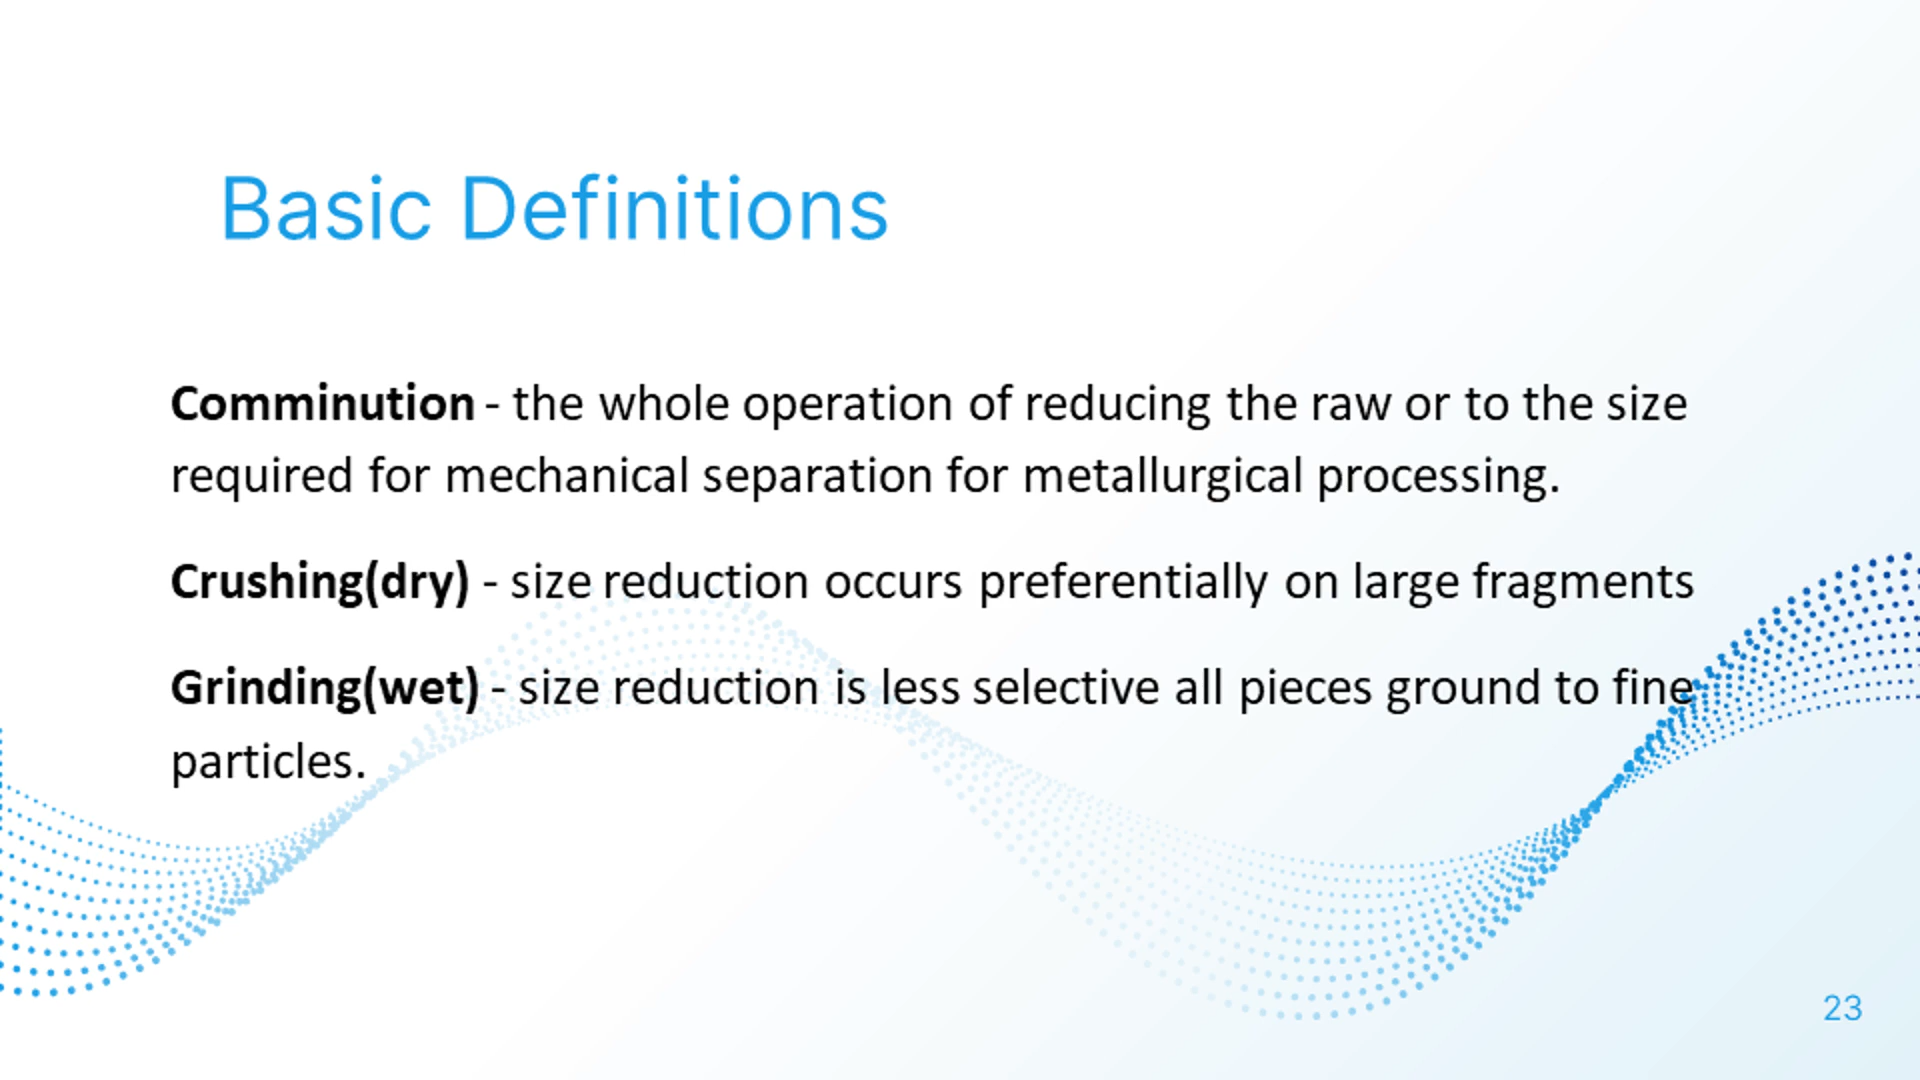 Basic Definitions
Comminution - the whole operation of reducing the raw or to the size
required for mechanical separation for metallurgical processing.
Crushing(dry) - size reduction occurs preferentially on large fragments
Grinding(wet) - size reduction is less selective all pieces ground to fine
particles.
23